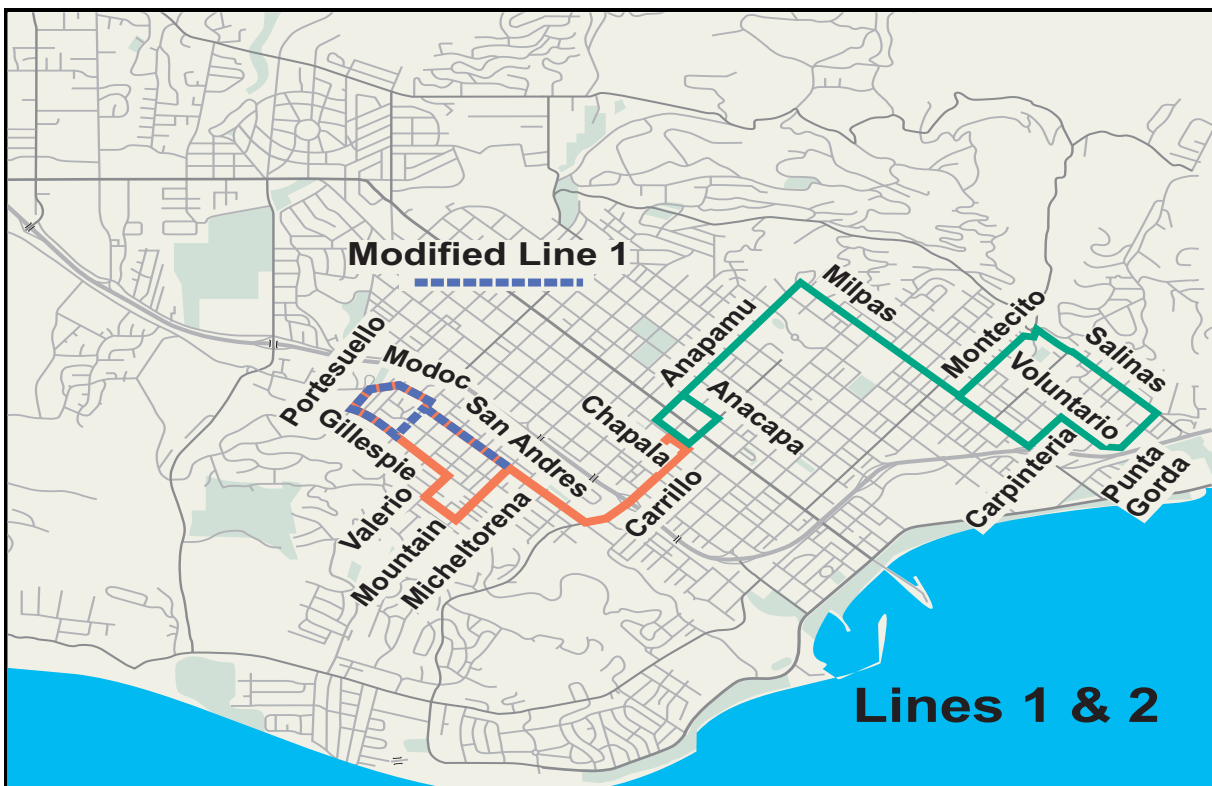 Modified Line 1
Portesuello
Modoc
San Andres
Gillespie
Valerio
Mountain
Micheltorena
Carrillo
Chapala
Anapamu
Anacapa
Milpas
Montecito
Salinas
Voluntario
Carpinteria
Punta
Gorda
Lines 1 & 2